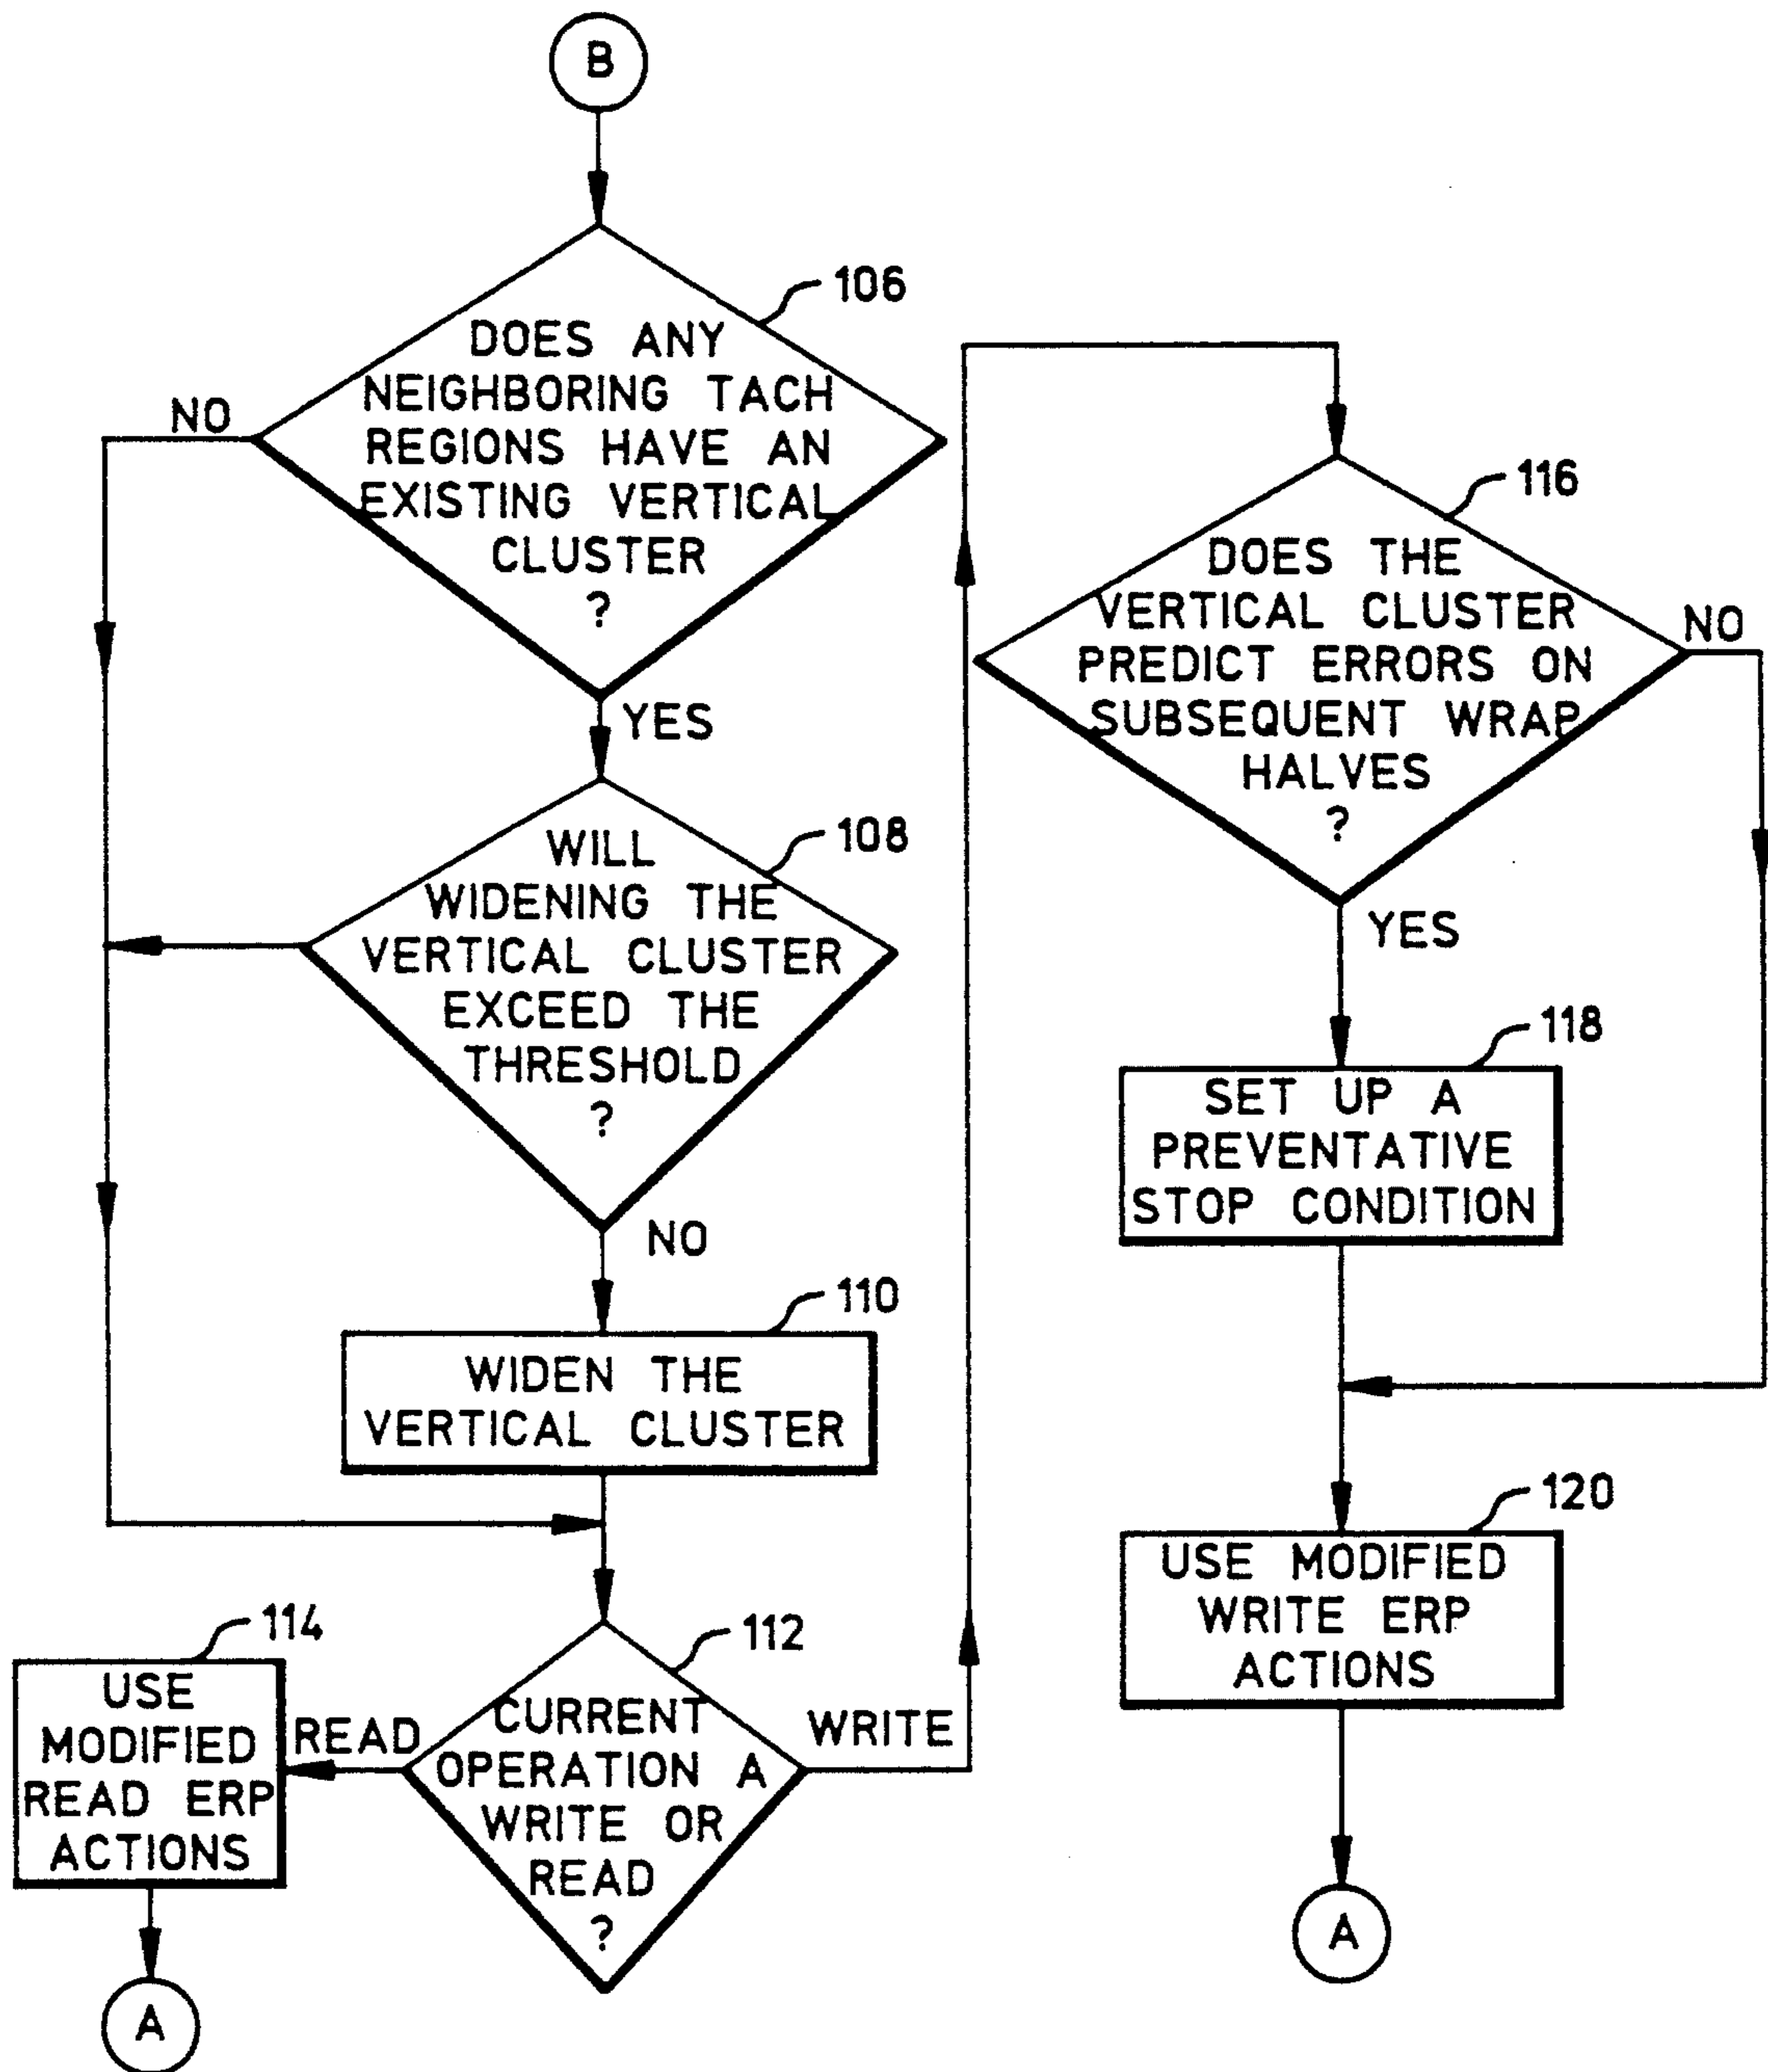 B
106
DOES ANY
NEIGHBORING TACH
REGIONS HAVE AN
EXISTING VERTICAL
CLUSTER
?
NO
YES
108
WILL
WIDENING THE
VERTICAL CLUSTER
EXCEED THE
THRESHOLD
?
NO
110
WIDEN THE
VERTICAL CLUSTER
112
CURRENT
OPERATION A
WRITE OR
READ
?
READ
WRITE
114
USE
MODIFIED
READ ERP
ACTIONS
A
116
DOES THE
VERTICAL CLUSTER
PREDICT ERRORS ON
SUBSEQUENT WRAP
HALVES
?
NO
YES
118
SET UP A
PREVENTATIVE
STOP CONDITION
120
USE MODIFIED
WRITE ERP
ACTIONS
A